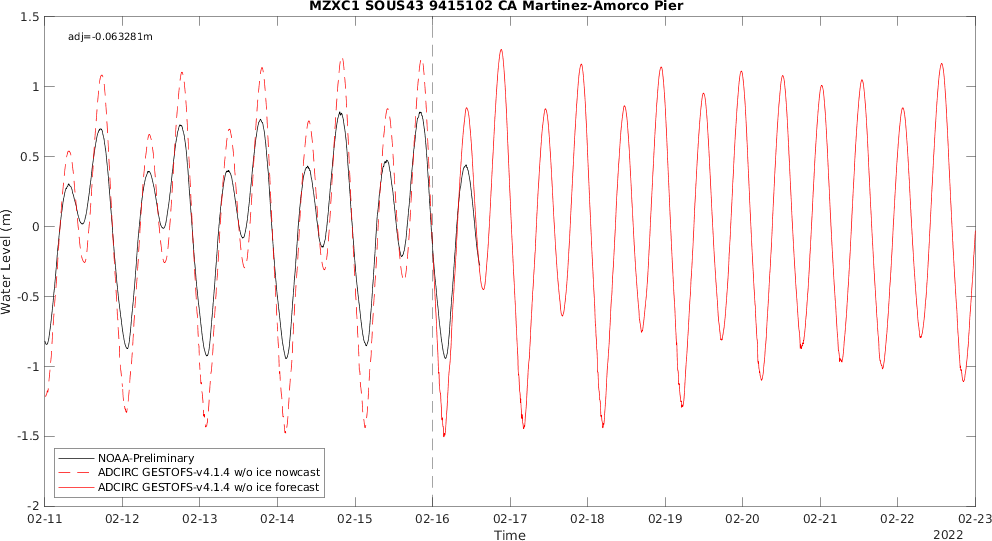 MZXC1 SOUS43 9415102 CA Martinez-Amorco Pier
adj=-0.063281m
1.5
1
0.5
0
-0.5
-1
-1.5
-2
Water Level (m)
NOAA-Preliminary
ADCIRC GESTOFS-v4.1.4 w/o ice nowcast
ADCIRC GESTOFS-v4.1.4 w/o ice forecast
02-11 02-12 02-13 02-14 02-15 02-16 02-17 02-18 02-19 02-20 02-21 02-22 02-23
Time
2022